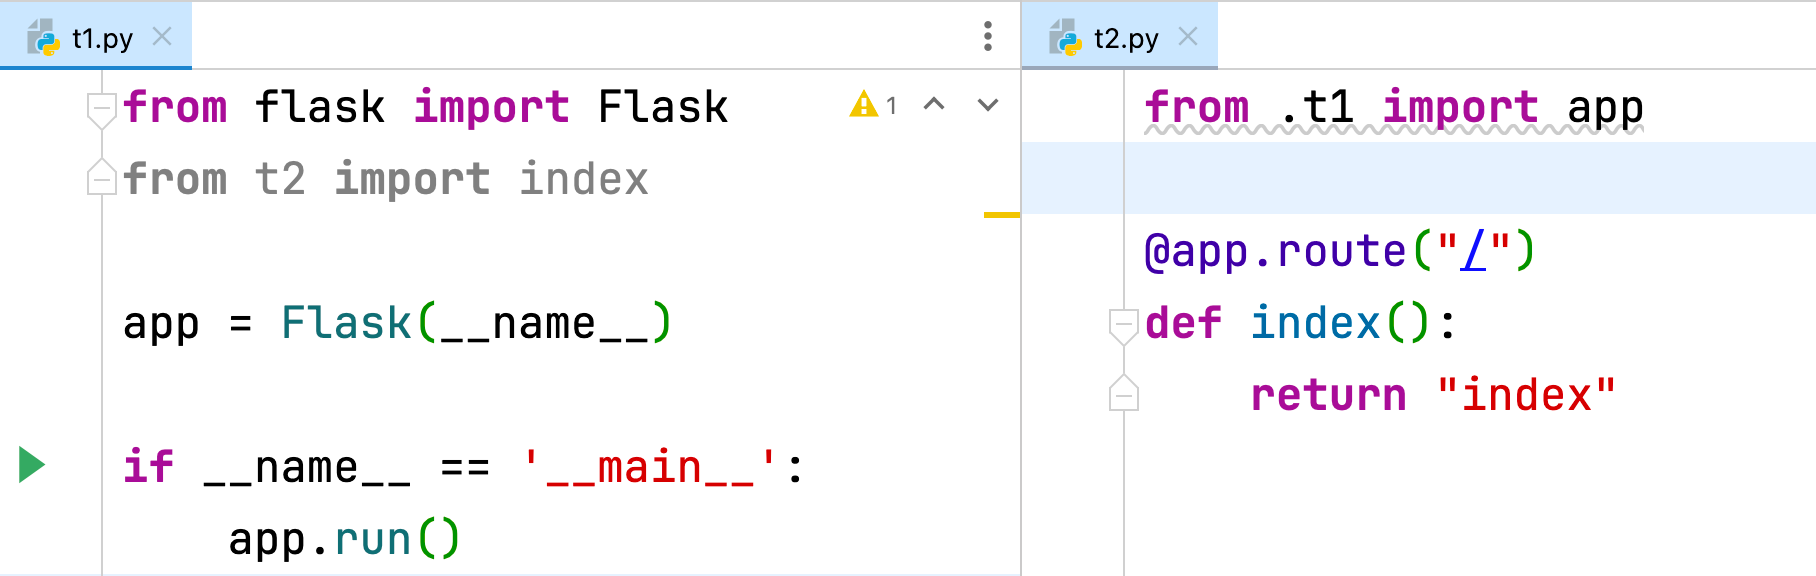 t1.py
from flask import Flask
1
from t2 import index
app = Flask(__name__)
if __name__ == '__main__':
app.run()
t2.py
from .t1 import app
@app.route("/")
def index():
return "index"